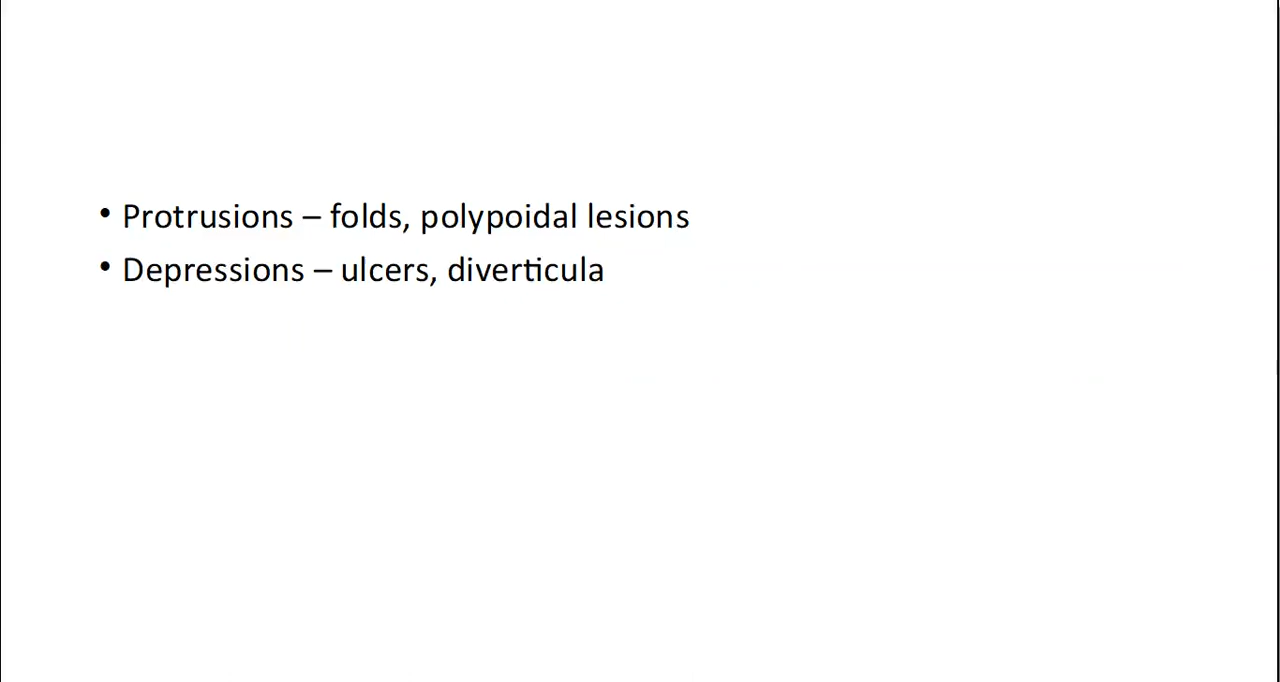 • Protrusions – folds, polypoidal lesions
• Depressions – ulcers, diverticula